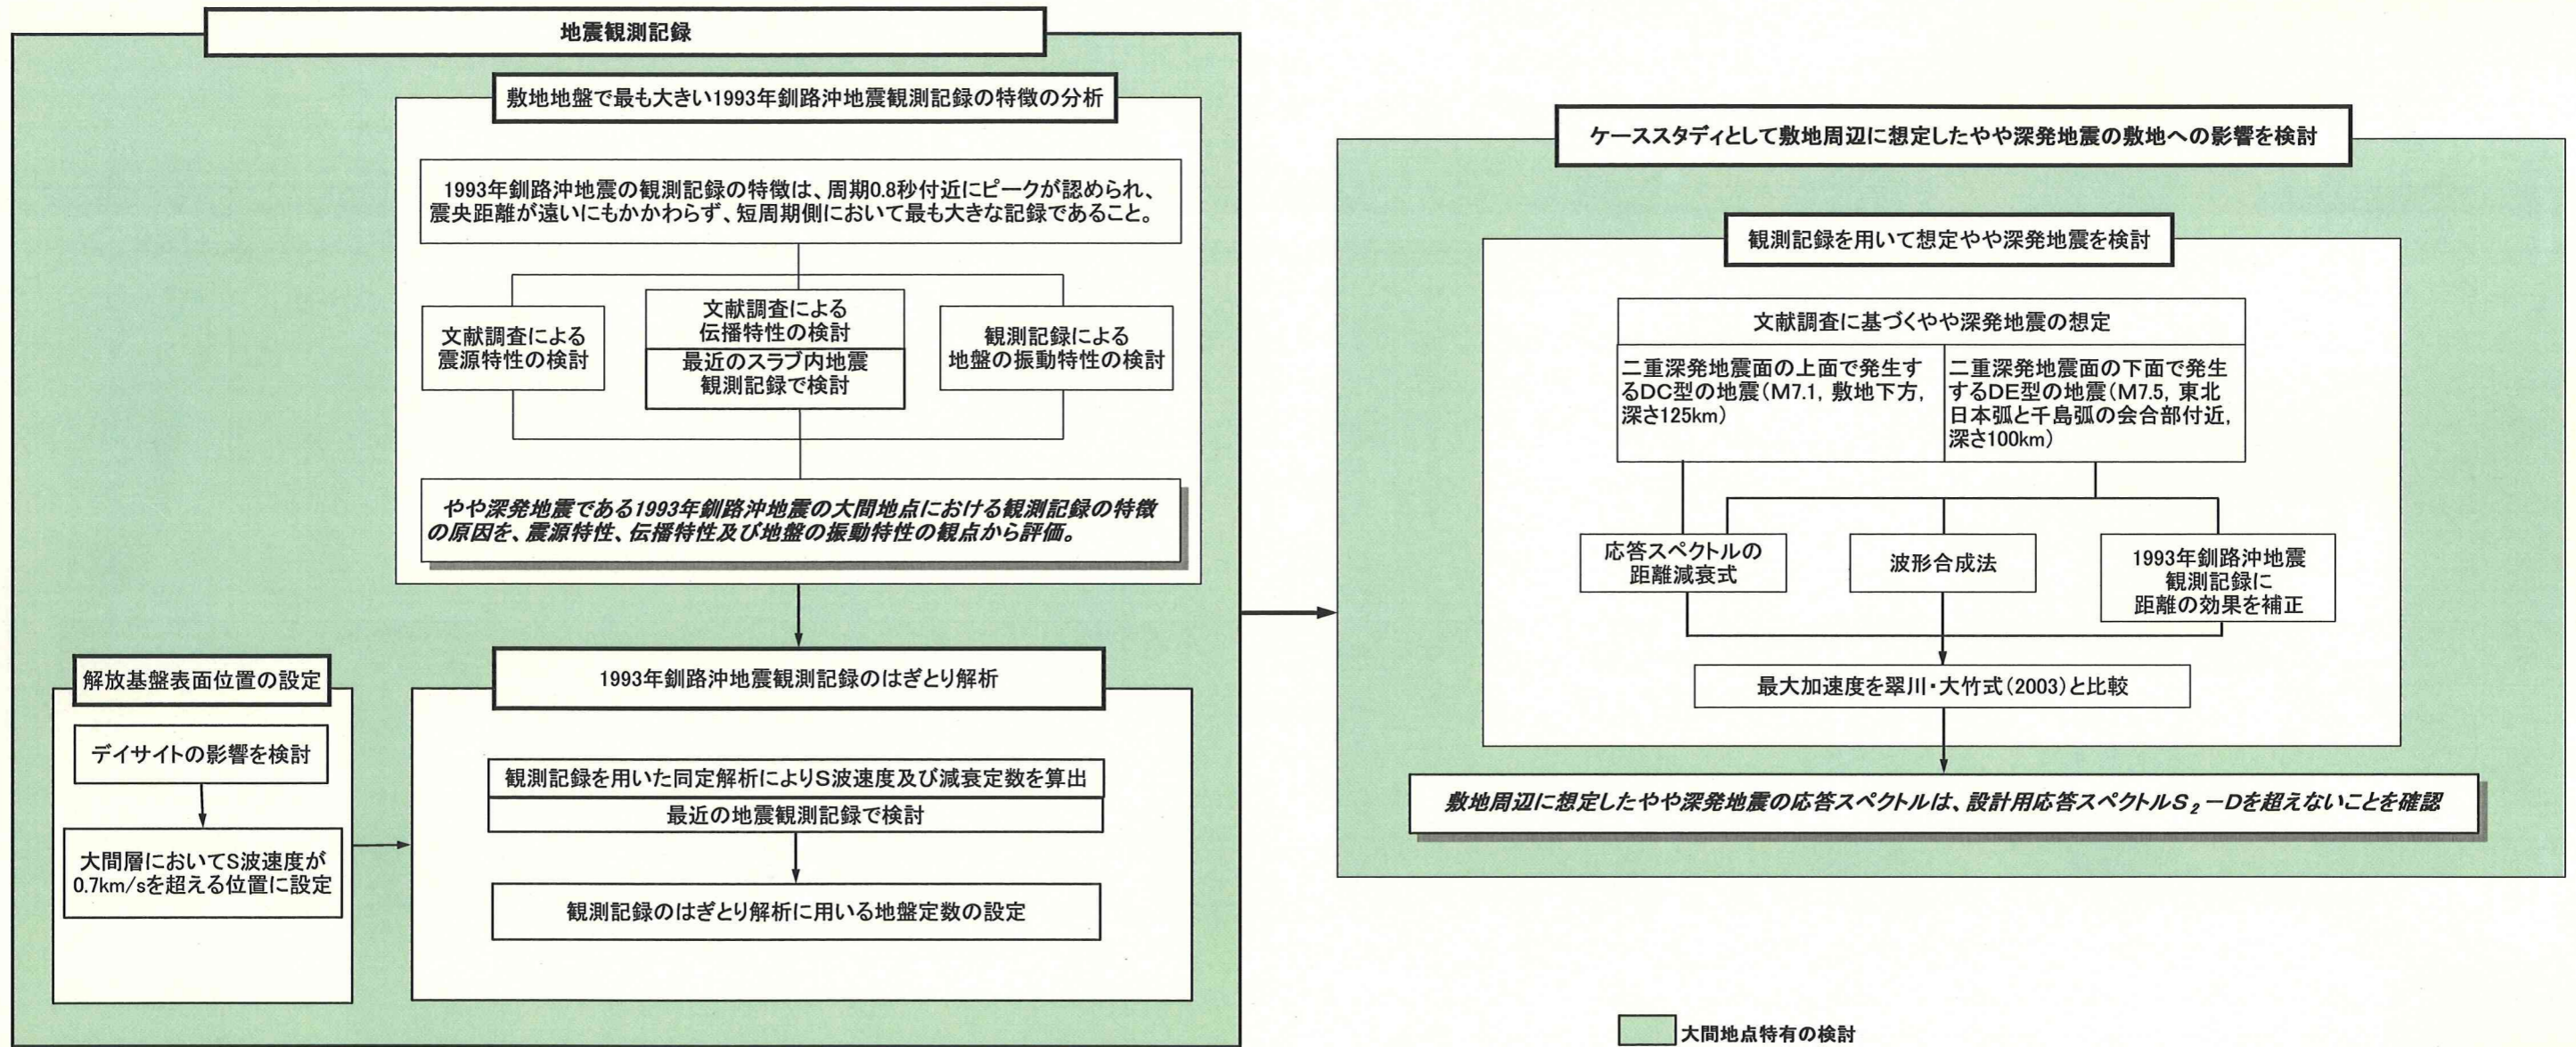 地震観測記録
敷地地盤で最も大きい1993年釧路沖地震観測記録の特徴の分析
1993年釧路沖地震の観測記録の特徴は、周期0.8秒付近にピークが認められ、
震央距離が遠いにもかかわらず、短周期側において最も大きな記録であること。
文献調査による
震源特性の検討
文献調査による
伝播特性の検討
最近のスラブ内地震
観測記録で検討
観測記録による
地盤の振動特性の検討
やや深発地震である1993年釧路沖地震の大間地点における観測記録の特徴
の原因を、震源特性、伝播特性及び地盤の振動特性の観点から評価。
解放基盤表面位置の設定
デイサイトの影響を検討
大間層においてS波速度が
0.7km/sを超える位置に設定
1993年釧路沖地震観測記録のはぎとり解析
観測記録を用いた同定解析によりS波速度及び減衰定数を算出
最近の地震観測記録で検討
観測記録のはぎとり解析に用いる地盤定数の設定
ケーススタディとして敷地周辺に想定したやや深発地震の敷地への影響を検討
観測記録を用いて想定やや深発地震を検討
文献調査に基づくやや深発地震の想定
二重深発地震面の上面で発生す
るDC型の地震(M7.1, 敷地下方,
深さ125km)
二重深発地震面の下面で発生
するDE型の地震(M7.5, 東北
日本弧と千島弧の会合部付近,
深さ100km)
応答スペクトルの
距離減衰式
波形合成法
1993年釧路沖地震
観測記録に
距離の効果を補正
最大加速度を翠川・大竹式(2003)と比較
敷地周辺に想定したやや深発地震の応答スペクトルは、設計用応答スペクトルS₂－Dを超えないことを確認
大間地点特有の検討